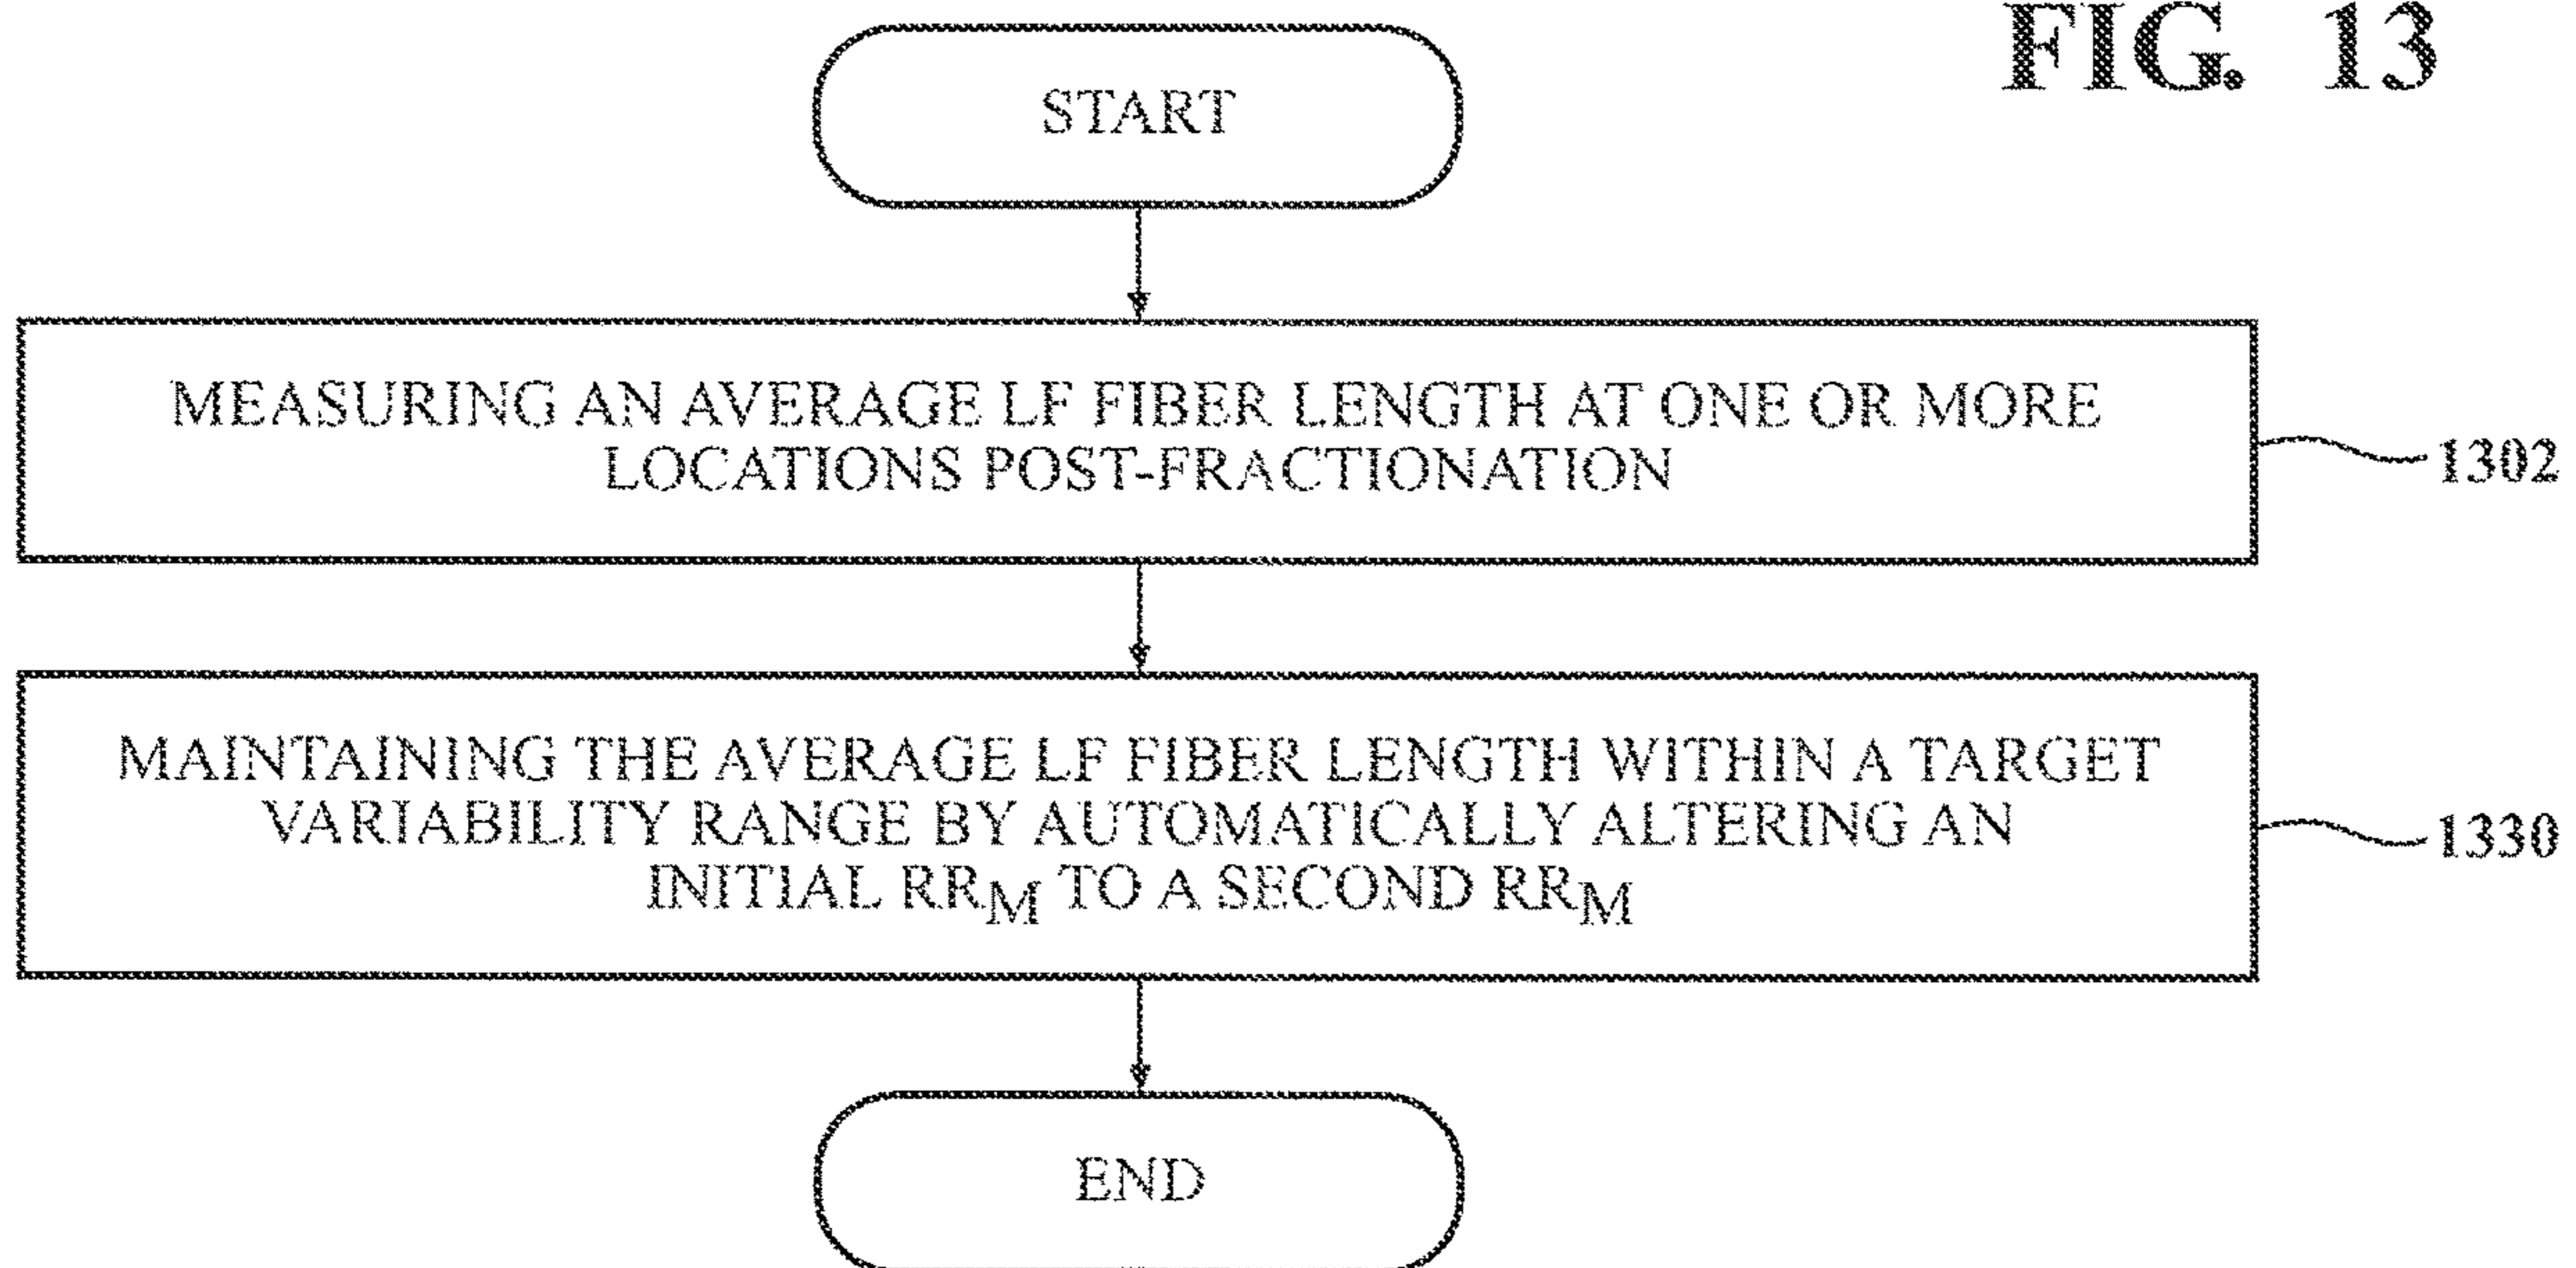 FIG. 13
START
MEASURING AN AVERAGE LF FIBER LENGTH AT ONE OR MORE
LOCATIONS POST-FRACTIONATION
1302
MAINTAINING THE AVERAGE LF FIBER LENGTH WITHIN A TARGET
VARIABILITY RANGE BY AUTOMATICALLY ALTERING AN
INITIAL RRM TO A SECOND RRM
1330
END